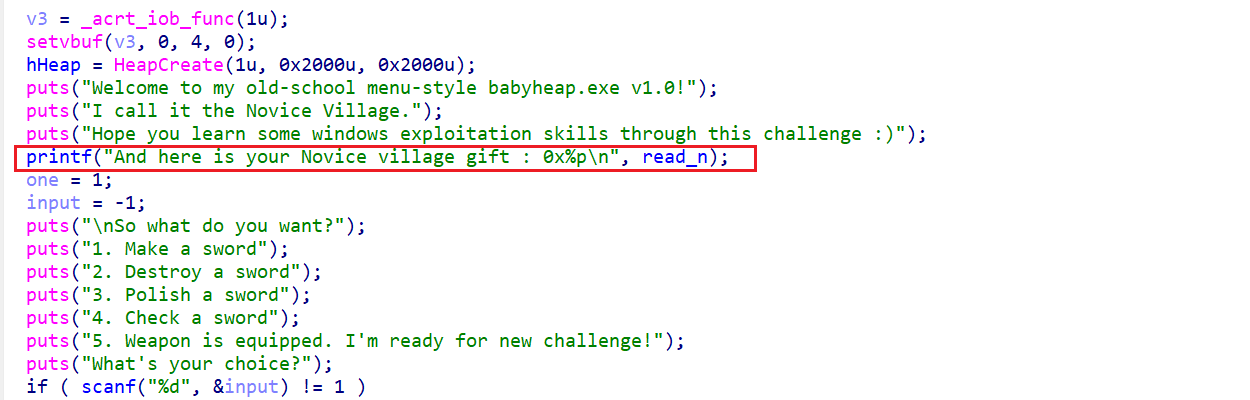 v3 = _acrt_iob_func(1u);
setvbuf(v3, 0, 4, 0);
hHeap = HeapCreate(1u, 0x2000u, 0x2000u);
puts("Welcome to my old-school menu-style babyheap.exe v1.0!");
puts("I call it the Novice Village.");
puts("Hope you learn some windows exploitation skills through this challenge :)");
printf("And here is your Novice village gift : 0x%p\n", read_n);
one = 1;
input = -1;
puts("\nSo what do you want?");
puts("1. Make a sword");
puts("2. Destroy a sword");
puts("3. Polish a sword");
puts("4. Check a sword");
puts("5. Weapon is equipped. I'm ready for new challenge!");
puts("What's your choice?");
if ( scanf("%d", &input) != 1 )